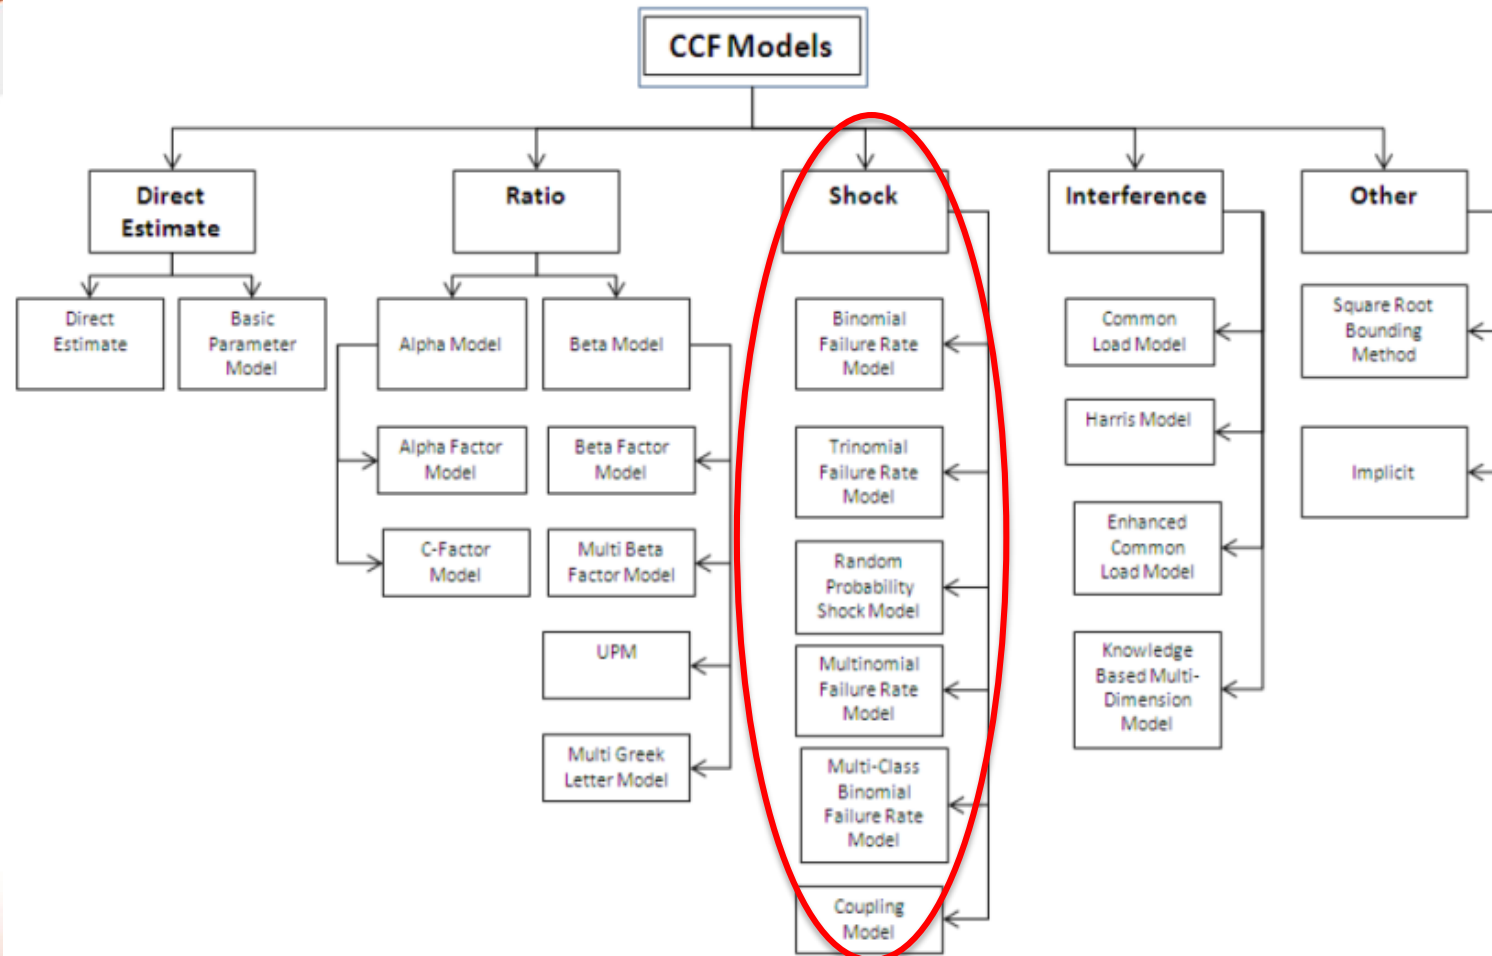 CCF Models
Direct
Estimate
Ratio
Shock
Interference
Other
Direct
Estimate
Basic
Parameter
Model
Alpha Model
Beta Model
Binomial
Failure Rate
Model
Common
Load Model
Square Root
Bounding
Method
Alpha Factor
Model
Beta Factor
Model
Trinomial
Failure Rate
Model
Harris Model
Implicit
C-Factor
Model
Multi Beta
Factor Model
Random
Probability
Shock Model
Enhanced
Common
Load Model
UPM
Multinomial
Failure Rate
Model
Knowledge
Based Multi-
Dimension
Model
Multi Greek
Letter Model
Multi-Class
Binomial
Failure Rate
Model
Coupling
Model